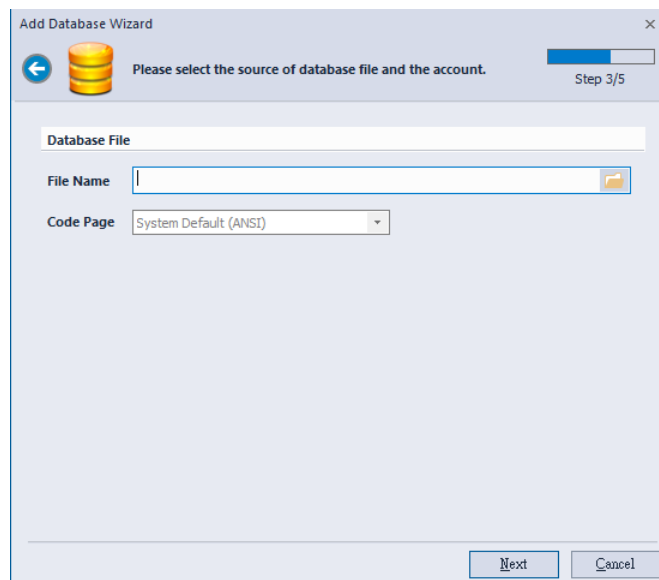 Add Database Wizard
Please select the source of database file and the account.
Step 3/5
Database File
File Name
Code Page System Default (ANSI)
Next Cancel